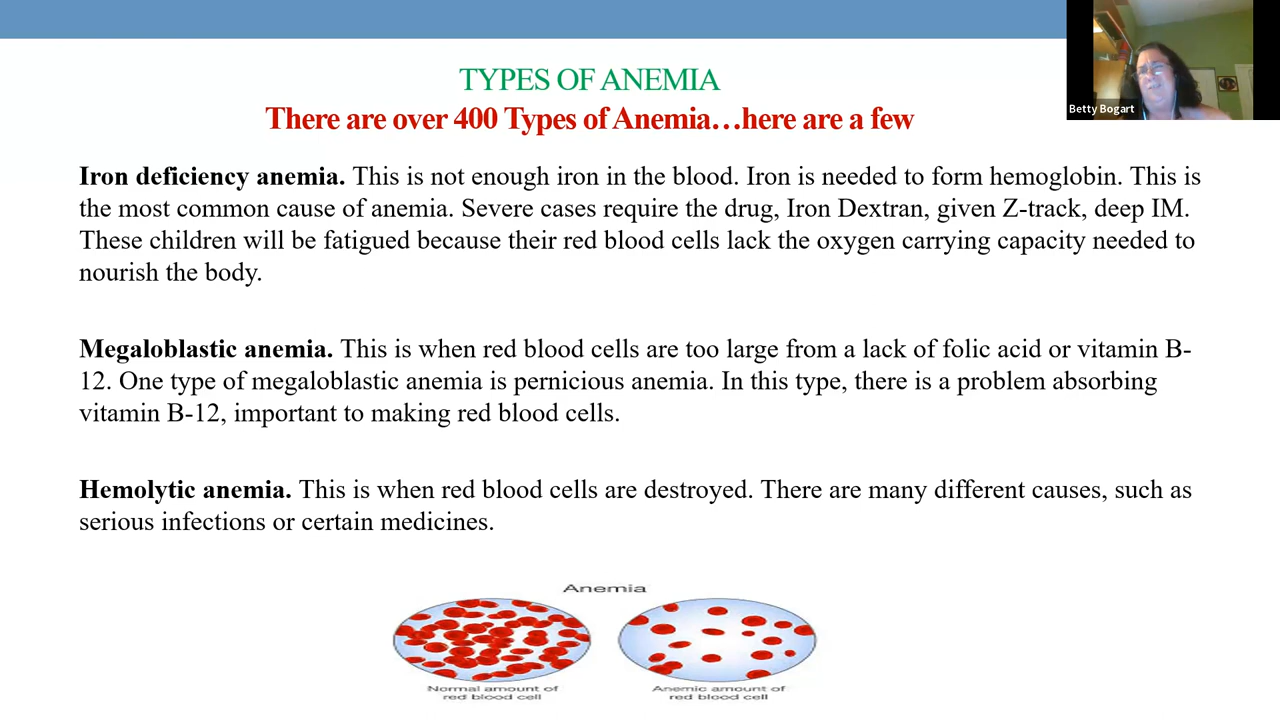 TYPES OF ANEMIA
There are over 400 Types of Anemia…here are a few
Betty Bogart
Iron deficiency anemia. This is not enough iron in the blood. Iron is needed to form hemoglobin. This is
the most common cause of anemia. Severe cases require the drug, Iron Dextran, given Z-track, deep IM.
These children will be fatigued because their red blood cells lack the oxygen carrying capacity needed to
nourish the body.
Megaloblastic anemia. This is when red blood cells are too large from a lack of folic acid or vitamin B-
12. One type of megaloblastic anemia is pernicious anemia. In this type, there is a problem absorbing
vitamin B-12, important to making red blood cells.
Hemolytic anemia. This is when red blood cells are destroyed. There are many different causes, such as
serious infections or certain medicines.
Anemia
Normal amount of
red blood cell
Anemic amount of
red blood cell